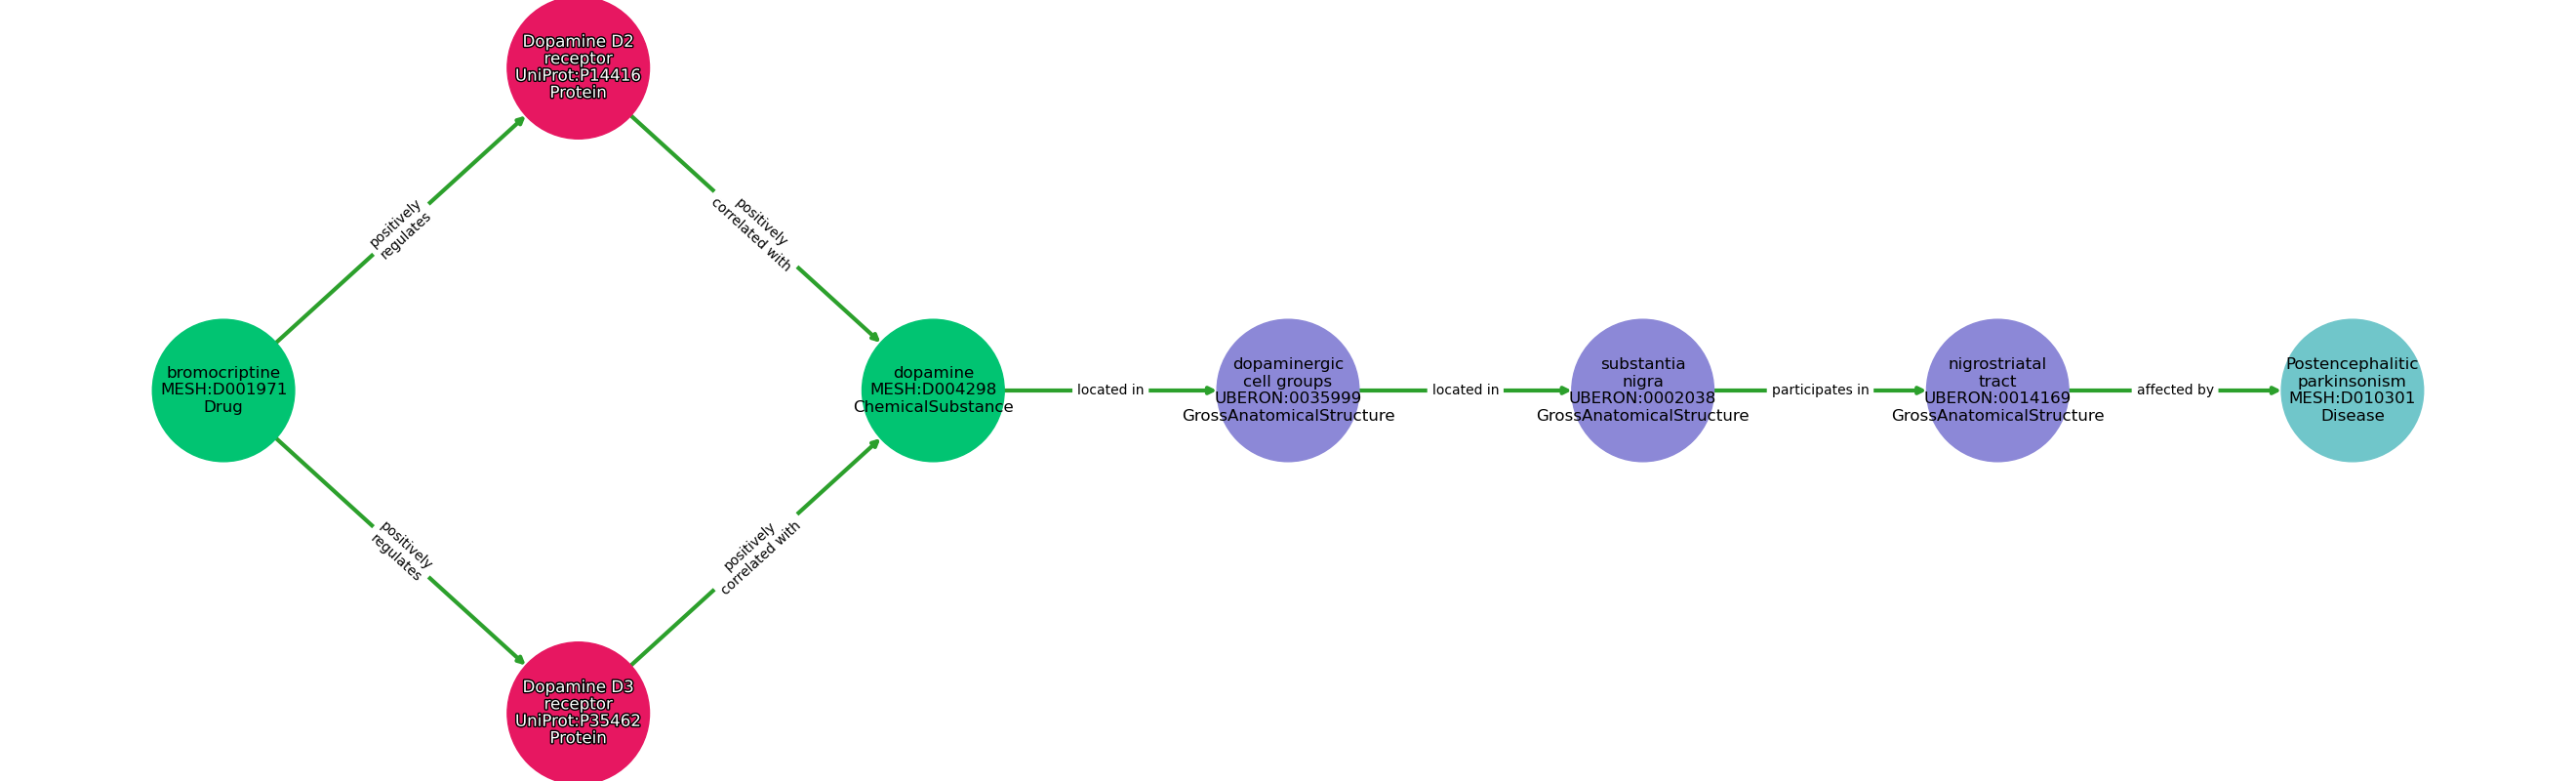 Dopamine D2
receptor
UniProt:P14416
Protein
positively
regulates
positively
correlated with
bromocriptine
MESH:D001971
Drug
dopamine
MESH:D004298
ChemicalSubstance
located in
dopaminergic
cell groups
UBERON:0035999
GrossAnatomicalStructure
located in
substantia
nigra
UBERON:0002038
GrossAnatomicalStructure
participates in
nigrostriatal
tract
UBERON:0014169
GrossAnatomicalStructure
affected by
Postencephalitic
parkinsonism
MESH:D010301
Disease
positively
regulates
positively
correlated with
Dopamine D3
receptor
UniProt:P35462
Protein